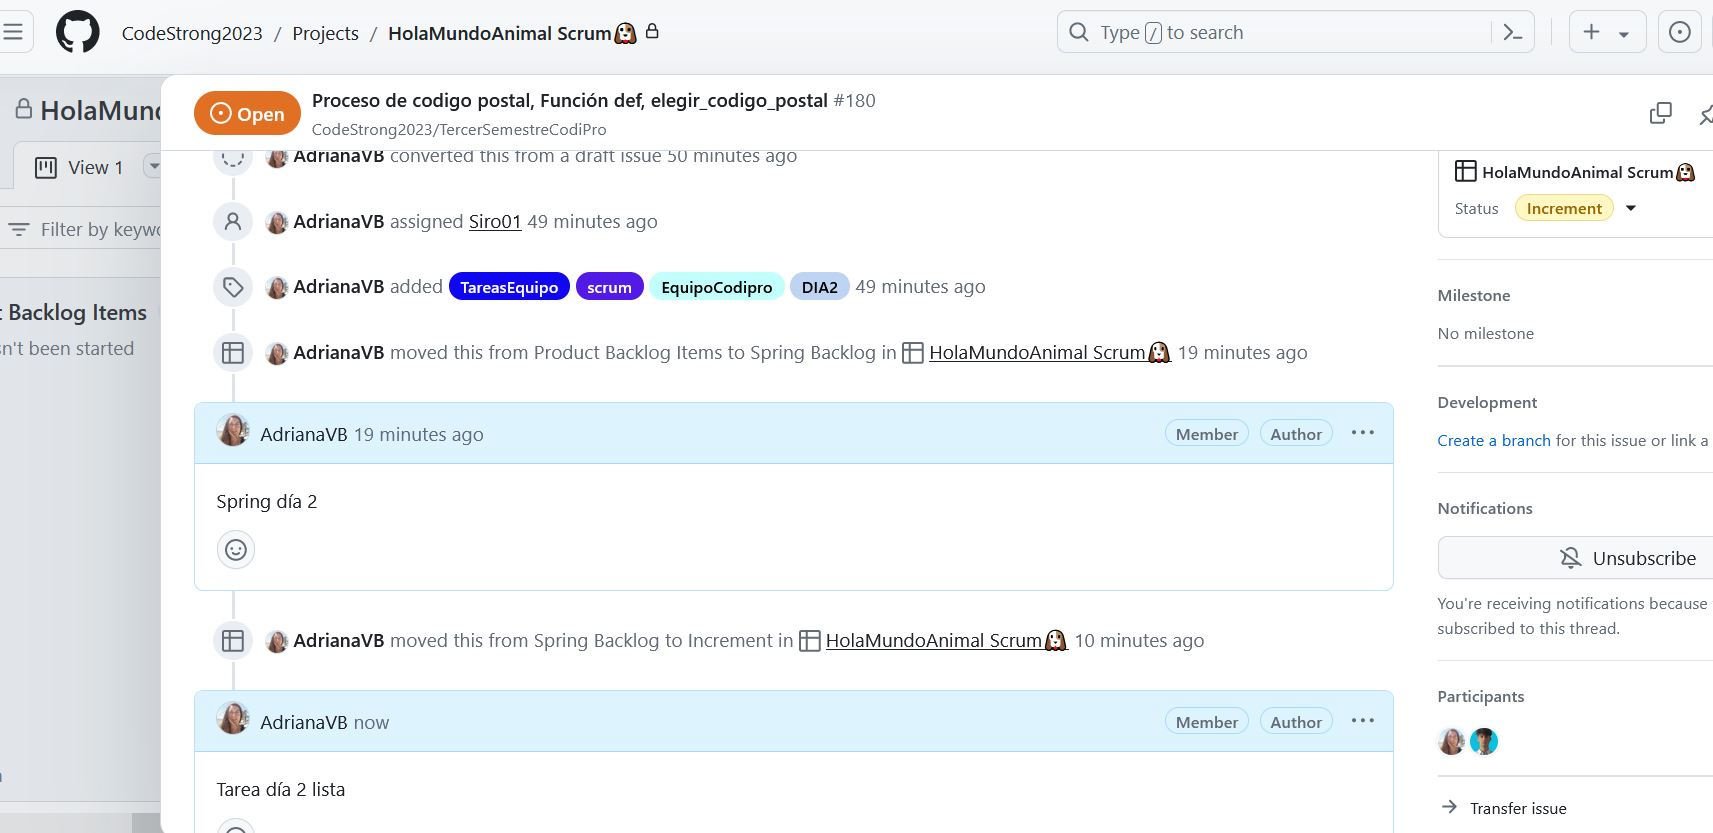 CodeStrong2023 / Projects / HolaMundoAnimal Scrum
Type / to search
HolaMund
View 1
Filter by keywo
t Backlog Items
sn't been started
Open
Proceso de codigo postal, Función def, elegir_codigo_postal #180
CodeStrong2023/TercerSemestreCodiPro
AdrianaVB converted this from a draft issue 50 minutes ago
AdrianaVB assigned Siro01 49 minutes ago
AdrianaVB added TareasEquipo scrum EquipoCodipro DIA2 49 minutes ago
AdrianaVB moved this from Product Backlog Items to Spring Backlog in HolaMundoAnimal Scrum 19 minutes ago
AdrianaVB 19 minutes ago Member Author
Spring día 2
AdrianaVB moved this from Spring Backlog to Increment in HolaMundoAnimal Scrum 10 minutes ago
AdrianaVB now Member Author
Tarea día 2 lista
HolaMundoAnimal Scrum
Status Increment
Milestone
No milestone
Development
Create a branch for this issue or link a
Notifications
Unsubscribe
You're receiving notifications because
subscribed to this thread.
Participants
Transfer issue